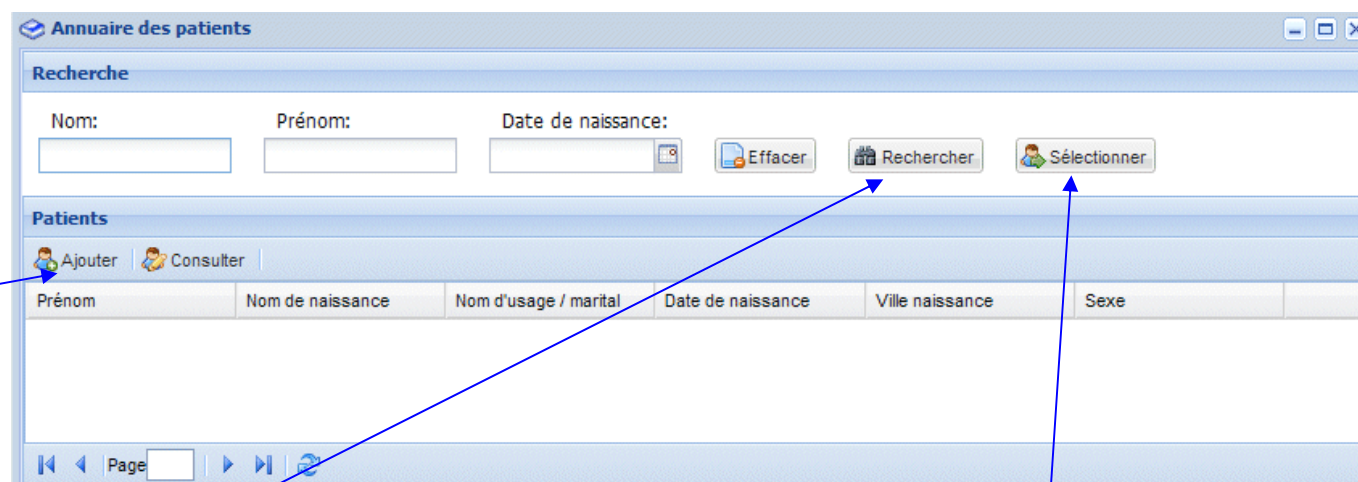 Annuaire des patients
Recherche
Nom: Prénom: Date de naissance:
Effacer Rechercher Sélectionner
Patients
Ajouter Consulter
Prénom Nom de naissance Nom d'usage / marital Date de naissance Ville naissance Sexe
Page